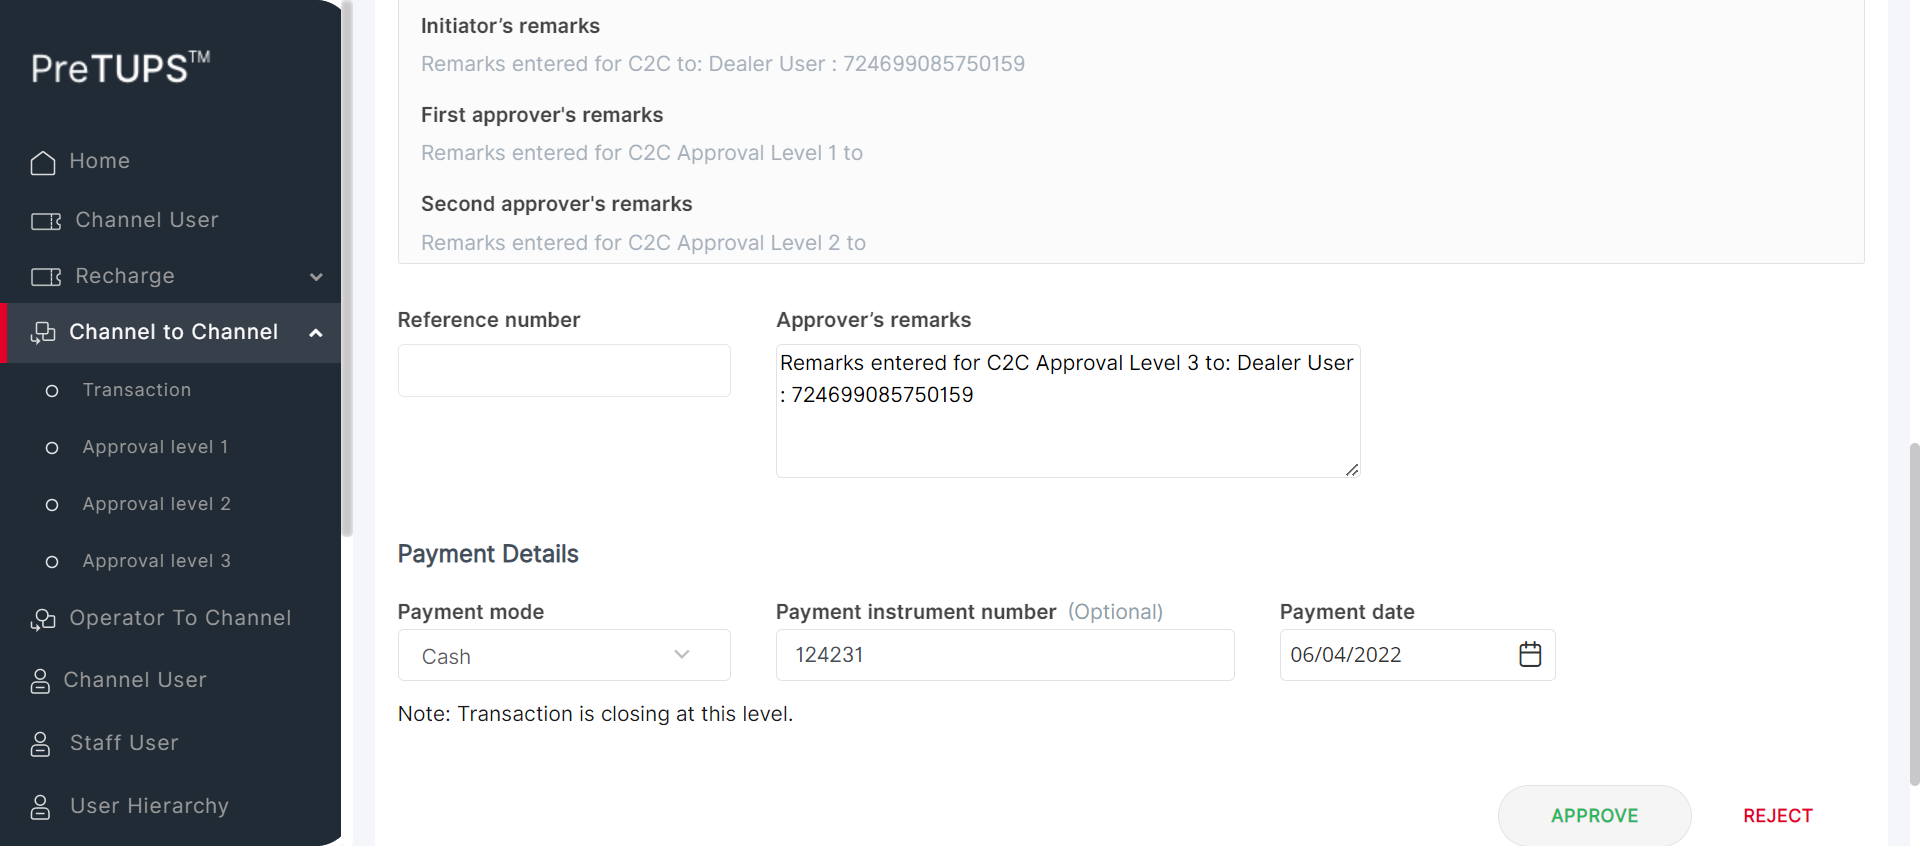 PreTUPS™
Home
Channel User
Recharge
Channel to Channel
Transaction
Approval level 1
Approval level 2
Approval level 3
Operator To Channel
Channel User
Staff User
User Hierarchy
Initiator’s remarks
Remarks entered for C2C to: Dealer User : 724699085750159
First approver's remarks
Remarks entered for C2C Approval Level 1 to
Second approver's remarks
Remarks entered for C2C Approval Level 2 to
Reference number
Approver’s remarks
Remarks entered for C2C Approval Level 3 to: Dealer User
: 724699085750159
Payment Details
Payment mode
Payment instrument number (Optional)
Payment date
Cash
124231
06/04/2022
Note: Transaction is closing at this level.
APPROVE
REJECT